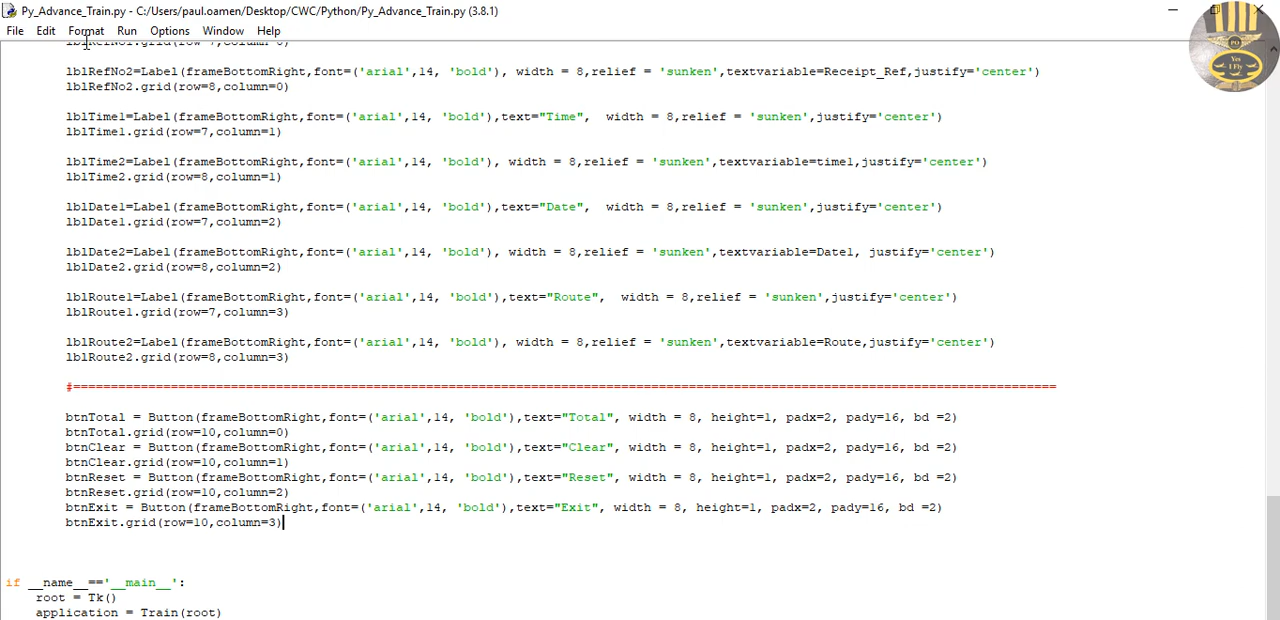 Py_Advance_Train.py - C:/Users/paul.oamen/Desktop/CWC/Python/Py_Advance_Train.py (3.8.1)
File Edit Format Run Options Window Help
lblRefNo2=Label(frameBottomRight,font=('arial',14, 'bold'), width = 8,relief = 'sunken',textvariable=Receipt_Ref,justify='center')
lblRefNo2.grid(row=8,column=0)
lblTime1=Label(frameBottomRight,font=('arial',14, 'bold'),text="Time",  width = 8,relief = 'sunken',justify='center')
lblTime1.grid(row=7,column=1)
lblTime2=Label(frameBottomRight,font=('arial',14, 'bold'), width = 8,relief = 'sunken',textvariable=time1,justify='center')
lblTime2.grid(row=8,column=1)
lblDate1=Label(frameBottomRight,font=('arial',14, 'bold'),text="Date",  width = 8,relief = 'sunken',justify='center')
lblDate1.grid(row=7,column=2)
lblDate2=Label(frameBottomRight,font=('arial',14, 'bold'), width = 8,relief = 'sunken',textvariable=Date1, justify='center')
lblDate2.grid(row=8,column=2)
lblRoute1=Label(frameBottomRight,font=('arial',14, 'bold'),text="Route",  width = 8,relief = 'sunken',justify='center')
lblRoute1.grid(row=7,column=3)
lblRoute2=Label(frameBottomRight,font=('arial',14, 'bold'), width = 8,relief = 'sunken',textvariable=Route,justify='center')
lblRoute2.grid(row=8,column=3)
#===================================================================================================================================
btnTotal = Button(frameBottomRight,font=('arial',14, 'bold'),text="Total", width = 8, height=1, padx=2, pady=16, bd =2)
btnTotal.grid(row=10,column=0)
btnClear = Button(frameBottomRight,font=('arial',14, 'bold'),text="Clear", width = 8, height=1, padx=2, pady=16, bd =2)
btnClear.grid(row=10,column=1)
btnReset = Button(frameBottomRight,font=('arial',14, 'bold'),text="Reset", width = 8, height=1, padx=2, pady=16, bd =2)
btnReset.grid(row=10,column=2)
btnExit = Button(frameBottomRight,font=('arial',14, 'bold'),text="Exit", width = 8, height=1, padx=2, pady=16, bd =2)
btnExit.grid(row=10,column=3)
if __name__=='__main__':
root = Tk()
application = Train(root)
PO
Yes
I Fly